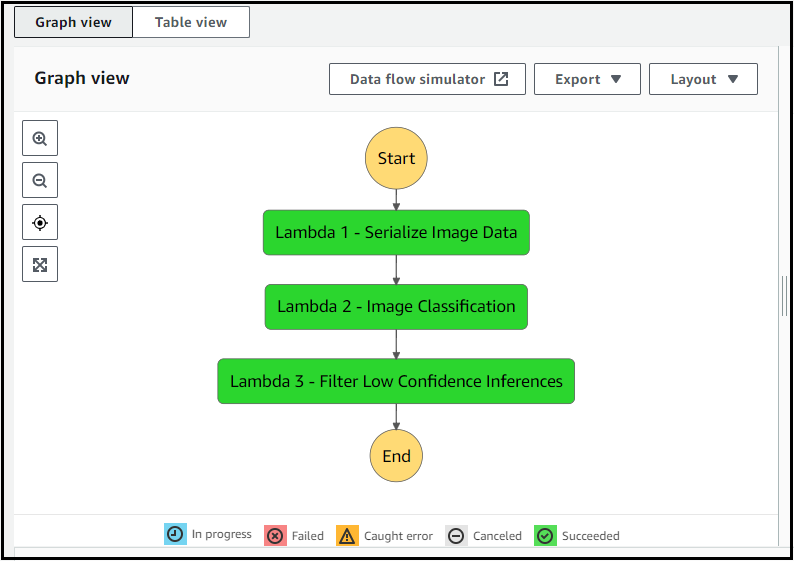 Graph view
Table view
Graph view
Data flow simulator
Export
Layout
Start
Lambda 1 - Serialize Image Data
Lambda 2 - Image Classification
Lambda 3 - Filter Low Confidence Inferences
End
In progress
Failed
Caught error
Canceled
Succeeded